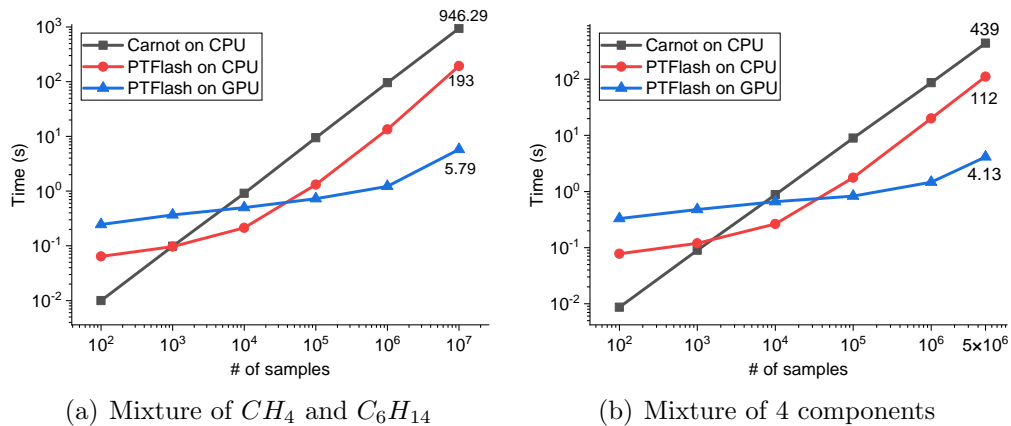 10³
10²
10¹
10⁰
10⁻¹
10⁻²
Time (s)
Carnot on CPU
PTFlash on CPU
PTFlash on GPU
946.29
193
5.79
10² 10³ 10⁴ 10⁵ 10⁶ 10⁷
# of samples
(a) Mixture of CH₄ and C₆H₁₄
10²
10¹
10⁰
10⁻¹
10⁻²
Time (s)
Carnot on CPU
PTFlash on CPU
PTFlash on GPU
439
112
4.13
10² 10³ 10⁴ 10⁵ 10⁶ 5×10⁶
# of samples
(b) Mixture of 4 components